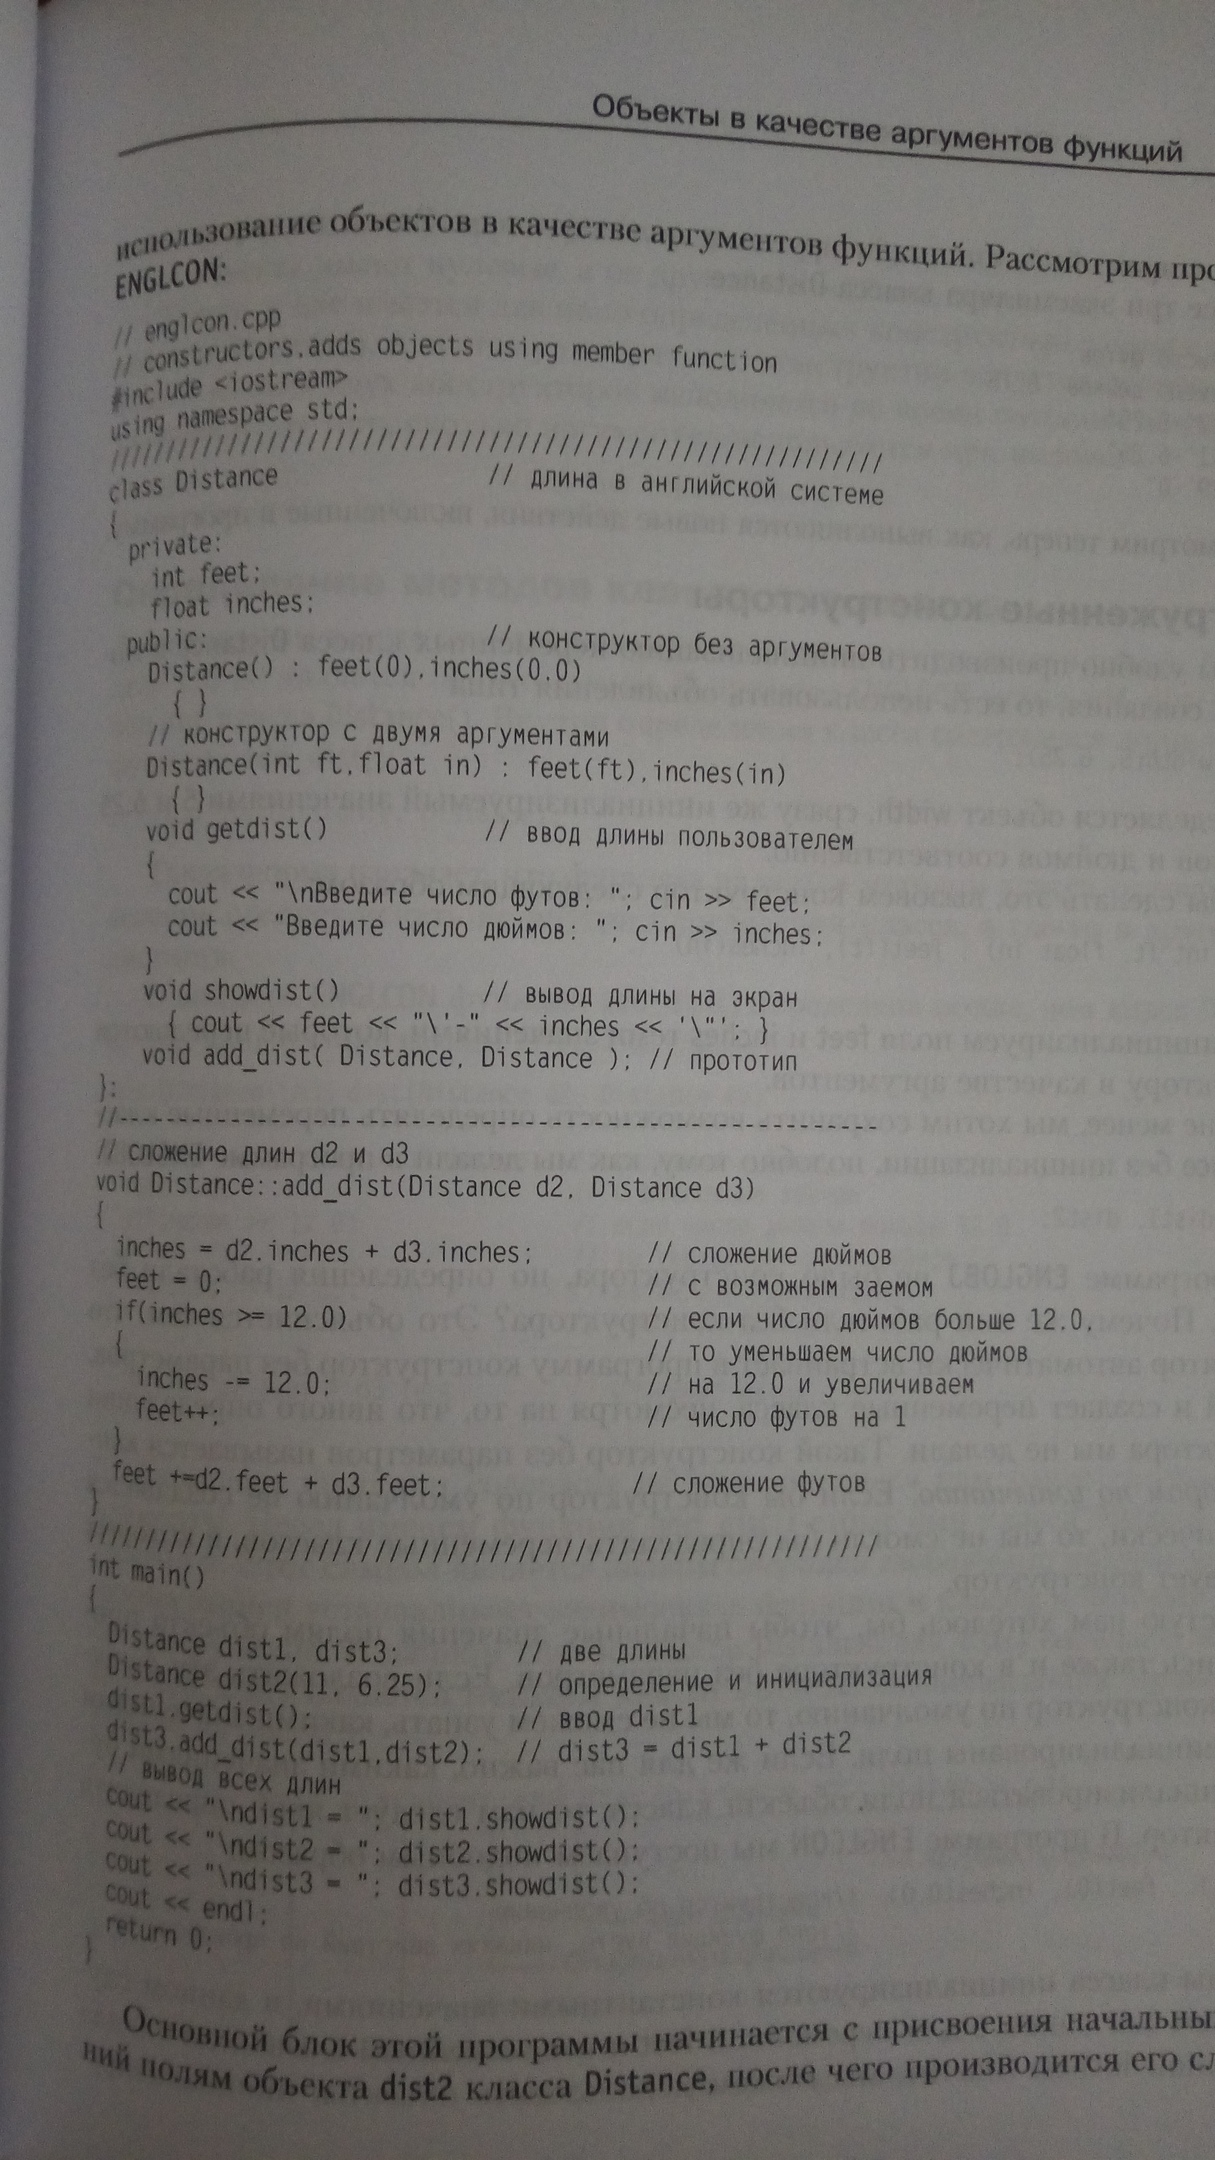 Объекты в качестве аргументов функций
использование объектов в качестве аргументов функций. Рассмотрим
ENGLCON:
// englcon.cpp
// constructors,adds objects using member function
#include <iostream>
using namespace std;
////////////////////////////////////////////////////////////////////
class Distance // длина в английской системе
{
private:
int feet;
float inches;
public: // конструктор без аргументов
Distance() : feet(0),inches(0.0)
{ }
// конструктор с двумя аргументами
Distance(int ft,float in) : feet(ft),inches(in)
{ }
void getdist() // ввод длины пользователем
{
cout << "\nВведите число футов: "; cin >> feet;
cout << "Введите число дюймов: "; cin >> inches;
}
void showdist() // вывод длины на экран
{ cout << feet << "\'-" << inches << '\"'; }
void add_dist( Distance, Distance ); // прототип
};
//---------------------------------------------------------
// сложение длин d2 и d3
void Distance::add_dist(Distance d2, Distance d3)
{
inches = d2.inches + d3.inches; // сложение дюймов
feet = 0; // с возможным заемом
if(inches >= 12.0) // если число дюймов больше 12.0,
{ // то уменьшаем число дюймов
inches -= 12.0; // на 12.0 и увеличиваем
feet++; // число футов на 1
}
feet +=d2.feet + d3.feet; // сложение футов
}
////////////////////////////////////////////////////////////////////
int main()
{
Distance dist1, dist3; // две длины
Distance dist2(11, 6.25); // определение и инициализация
dist1.getdist(); // ввод dist1
dist3.add_dist(dist1,dist2); // dist3 = dist1 + dist2
// вывод всех длин
cout << "\ndist1 = "; dist1.showdist();
cout << "\ndist2 = "; dist2.showdist();
cout << "\ndist3 = "; dist3.showdist();
cout << endl;
return 0;
}
Основной блок этой программы начинается с присвоения
ний полям объекта dist2 класса Distance, после чего производится его